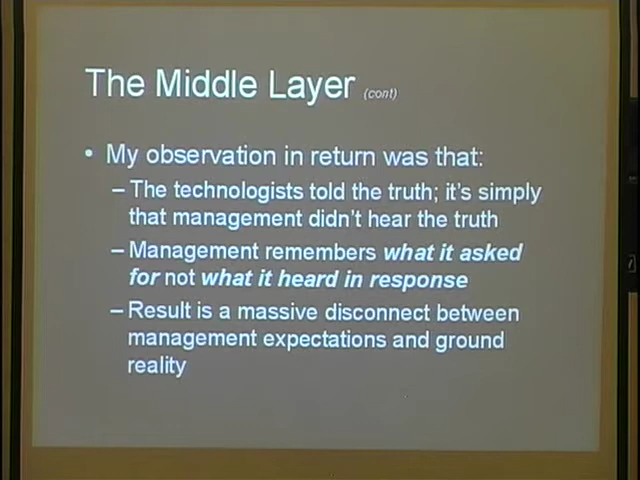 The Middle Layer (cont)
• My observation in return was that:
– The technologists told the truth; it's simply
that management didn't hear the truth
– Management remembers what it asked
for not what it heard in response
– Result is a massive disconnect between
management expectations and ground
reality